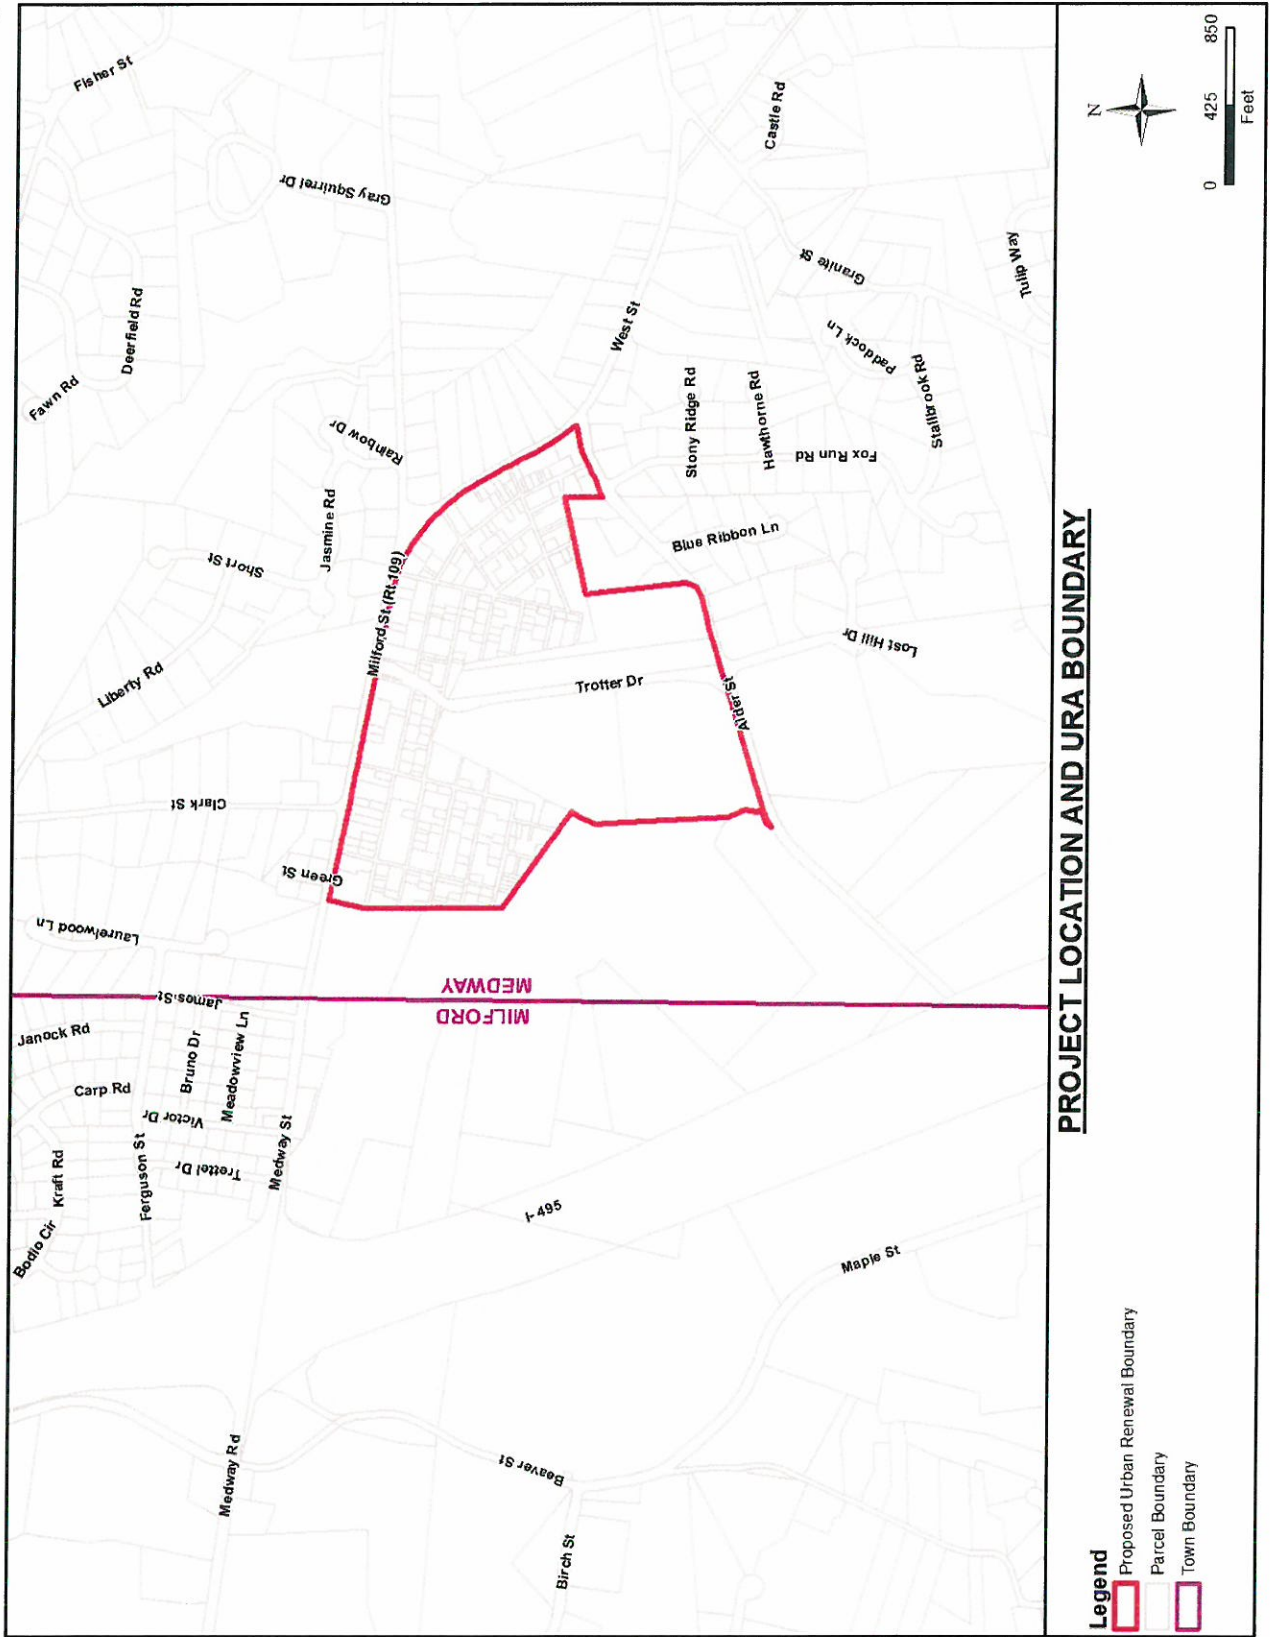 Bodio Cir
Kraft Rd
Janock Rd
Carp Rd
Ferguson St
Trettel Dr
Victor Dr
Bruno Dr
Meadowview Ln
James St
Laurelwood Ln
Medway St
Medway Rd
Green St
Clark St
Liberty Rd
Short St
Jasmine Rd
Rainbow Dr
Fawn Rd
Deerfield Rd
Gray Squirrel Dr
Fisher St
Milford St (Rt 109)
MILFORD
MEDWAY
I-495
Beaver St
Birch St
Maple St
Trotter Dr
Alder St
Lost Hill Dr
Blue Ribbon Ln
West St
Stony Ridge Rd
Hawthorne Rd
Fox Run Rd
Stallbrook Rd
Paddock Ln
Granite St
Castle Rd
Tulip Way
PROJECT LOCATION AND URA BOUNDARY
Legend
Proposed Urban Renewal Boundary
Parcel Boundary
Town Boundary
N
0 425 850
Feet